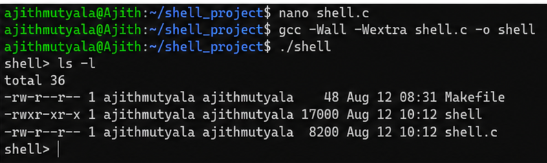 ajithmutyala@Ajith:~/shell_project$ nano shell.c
ajithmutyala@Ajith:~/shell_project$ gcc -Wall -Wextra shell.c -o shell
ajithmutyala@Ajith:~/shell_project$ ./shell
shell> ls -l
total 36
-rw-r--r-- 1 ajithmutyala ajithmutyala    48 Aug 12 08:31 Makefile
-rwxr-xr-x 1 ajithmutyala ajithmutyala 17000 Aug 12 10:12 shell
-rw-r--r-- 1 ajithmutyala ajithmutyala  8200 Aug 12 10:12 shell.c
shell>